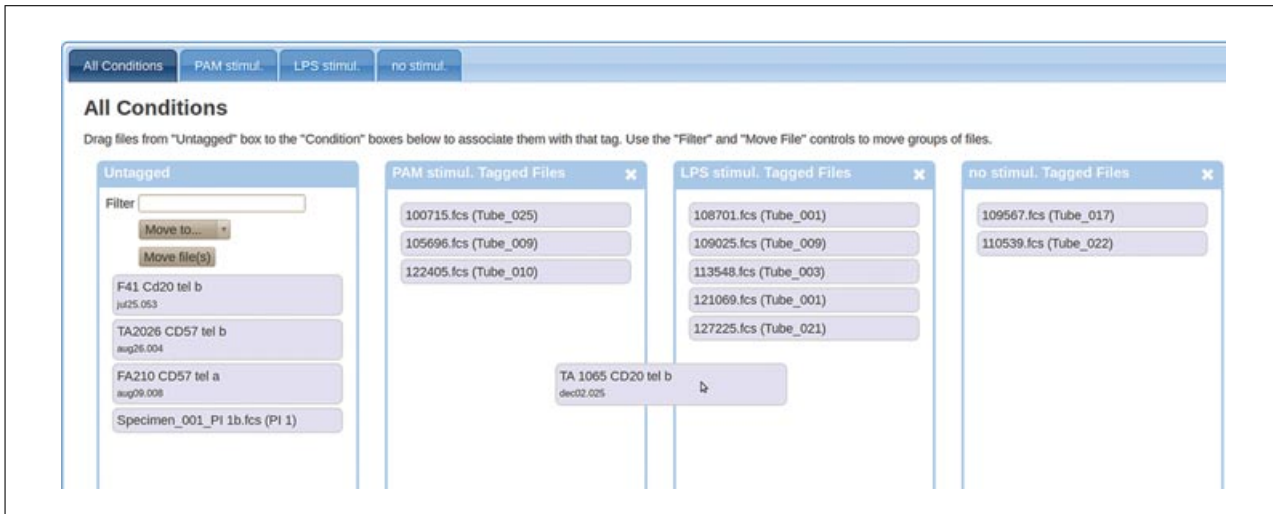 All Conditions
PAM stimul.
LPS stimul.
no stimul.
All Conditions
Drag files from "Untagged" box to the "Condition" boxes below to associate them with that tag. Use the "Filter" and "Move File" controls to move groups of files.
Untagged
Filter
Move to...
Move file(s)
F41 Cd20 tel b
jul25.053
TA2026 CD57 tel b
aug26.004
FA210 CD57 tel a
aug09.008
Specimen_001_PI 1b.fcs (PI 1)
PAM stimul. Tagged Files
100715.fcs (Tube_025)
105696.fcs (Tube_009)
122405.fcs (Tube_010)
LPS stimul. Tagged Files
108701.fcs (Tube_001)
109025.fcs (Tube_009)
113548.fcs (Tube_003)
121069.fcs (Tube_001)
127225.fcs (Tube_021)
TA 1065 CD20 tel b
dec02.025
no stimul. Tagged Files
109567.fcs (Tube_017)
110539.fcs (Tube_022)